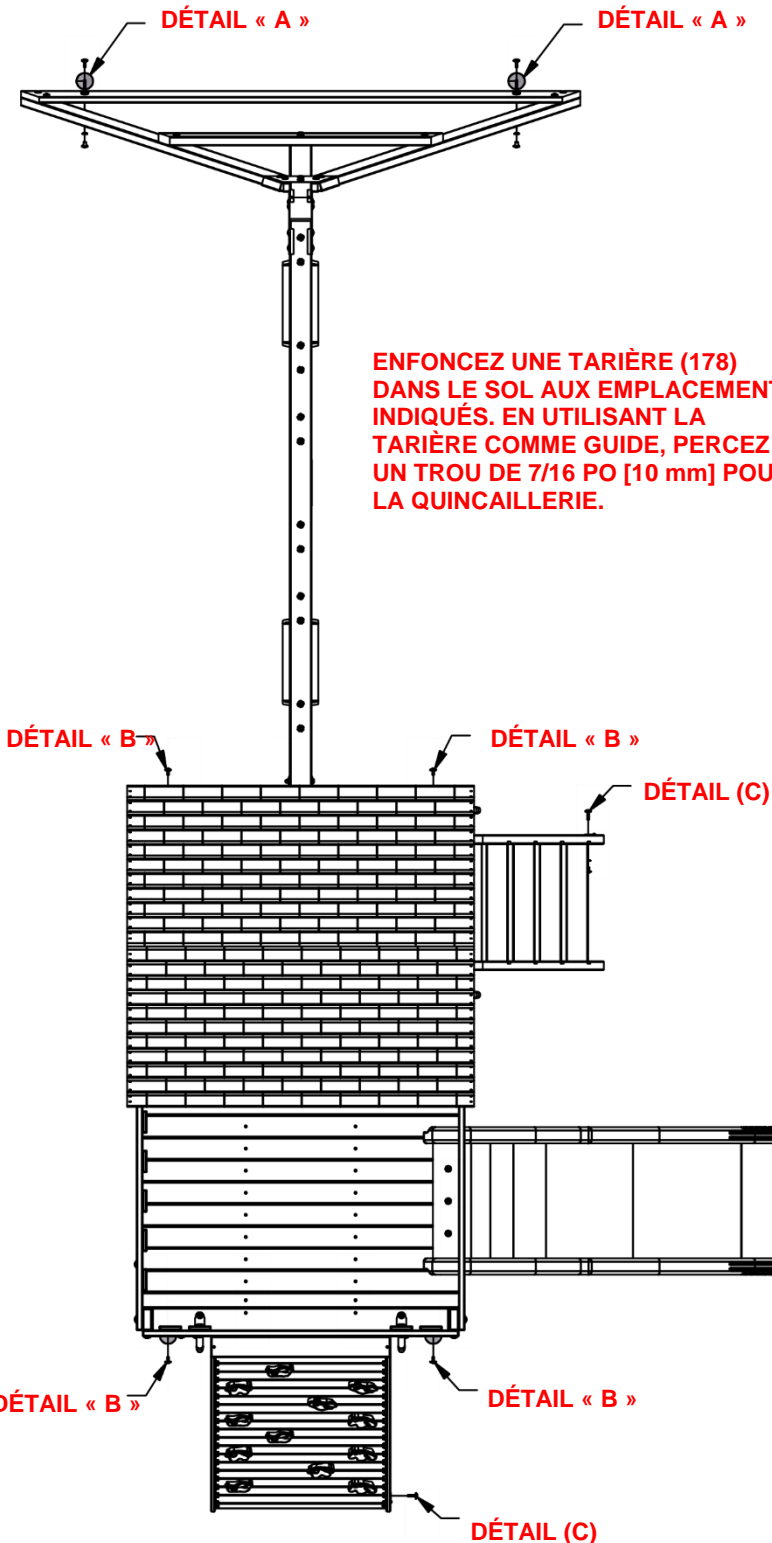 DÉTAIL « A »
DÉTAIL « A »
ENFONCEZ UNE TARIÈRE (178)
DANS LE SOL AUX EMPLACEMENT
INDIQUÉS. EN UTILISANT LA
TARIÈRE COMME GUIDE, PERCEZ
UN TROU DE 7/16 PO [10 mm] POU
LA QUINCAILLERIE.
DÉTAIL « B »
DÉTAIL « B »
DÉTAIL (C)
DÉTAIL « B »
DÉTAIL « B »
DÉTAIL (C)